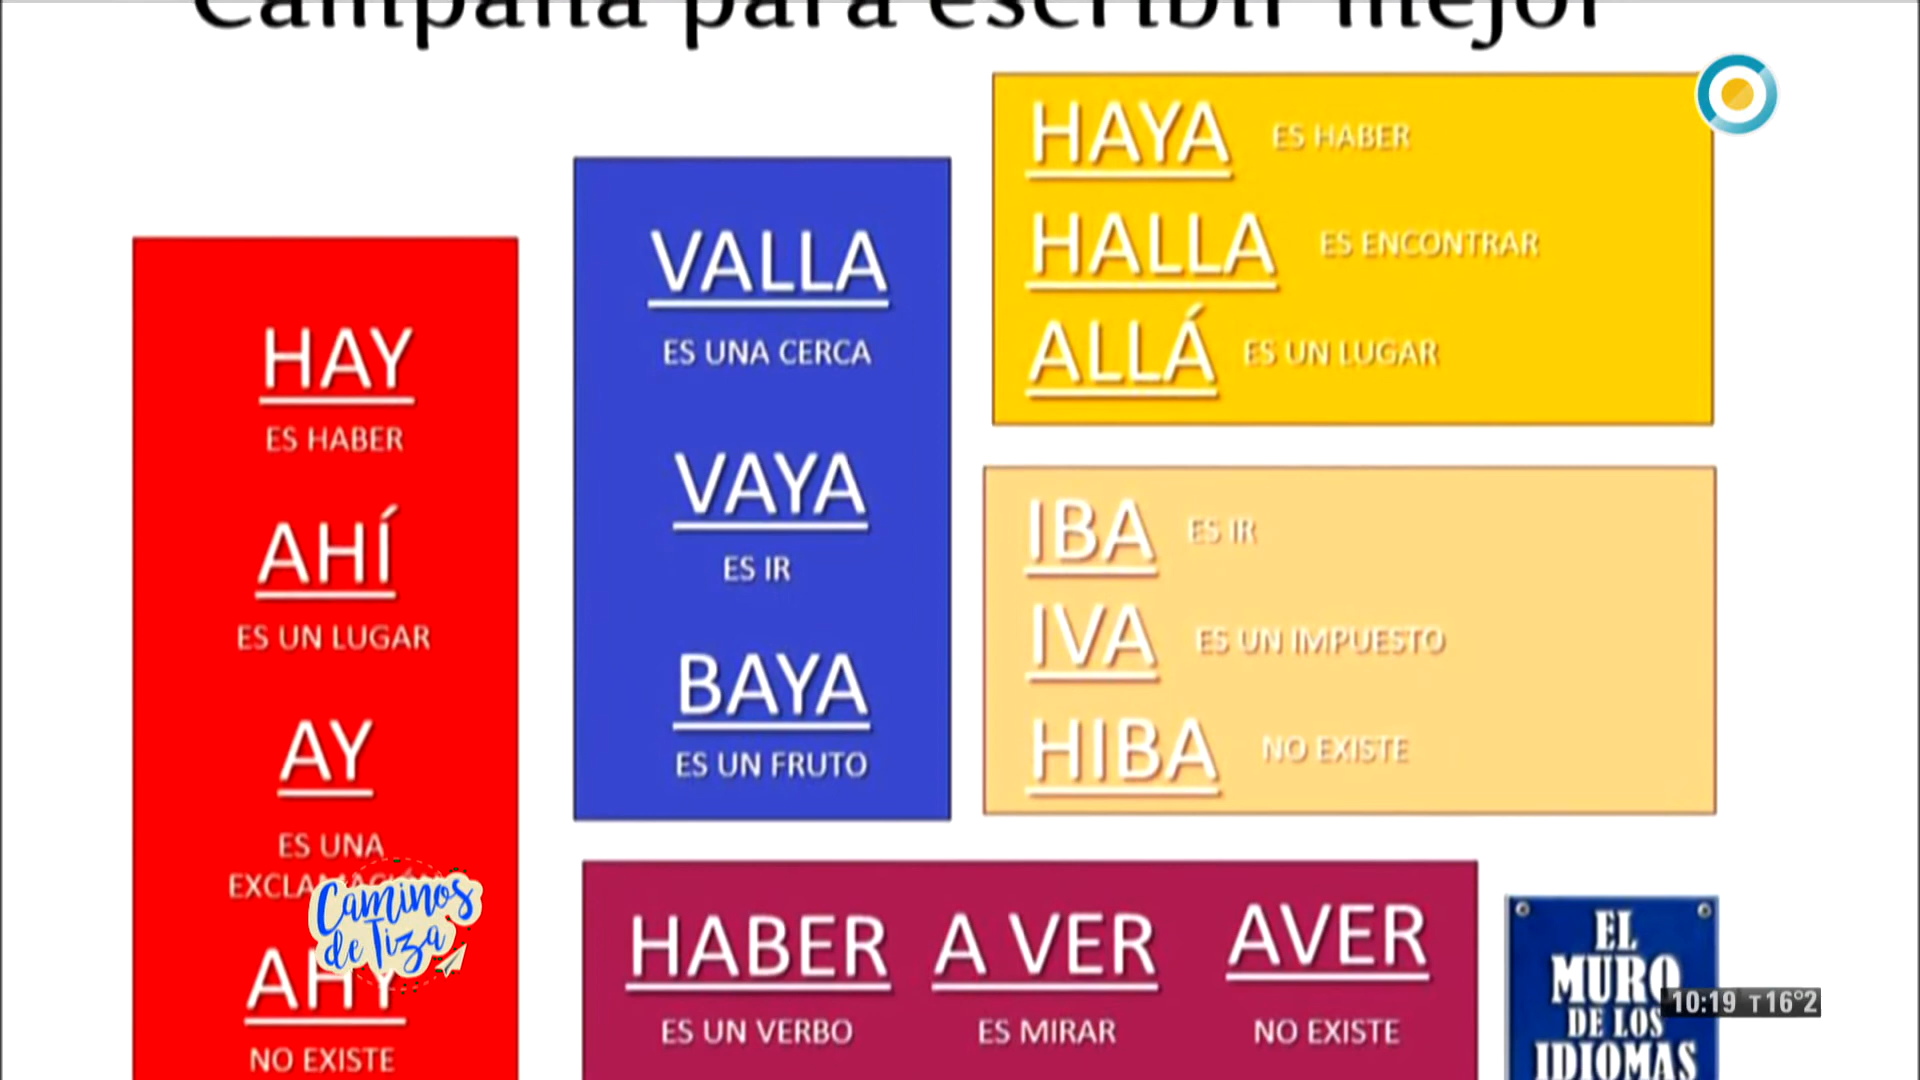 Campaña para escribir mejor
HAY
ES HABER
AHÍ
ES UN LUGAR
AY
ES UNA
EXCLAMACIÓN
AHY
NO EXISTE
VALLA
ES UNA CERCA
VAYA
ES IR
BAYA
ES UN FRUTO
HAYA ES HABER
HALLA ES ENCONTRAR
ALLÁ ES UN LUGAR
IBA ES IR
IVA ES UN IMPUESTO
HIBA NO EXISTE
HABER A VER AVER
ES UN VERBO ES MIRAR NO EXISTE
EL
MURO
DE LOS
IDIOMAS
Caminos
de Tiza
10:19 T16°2